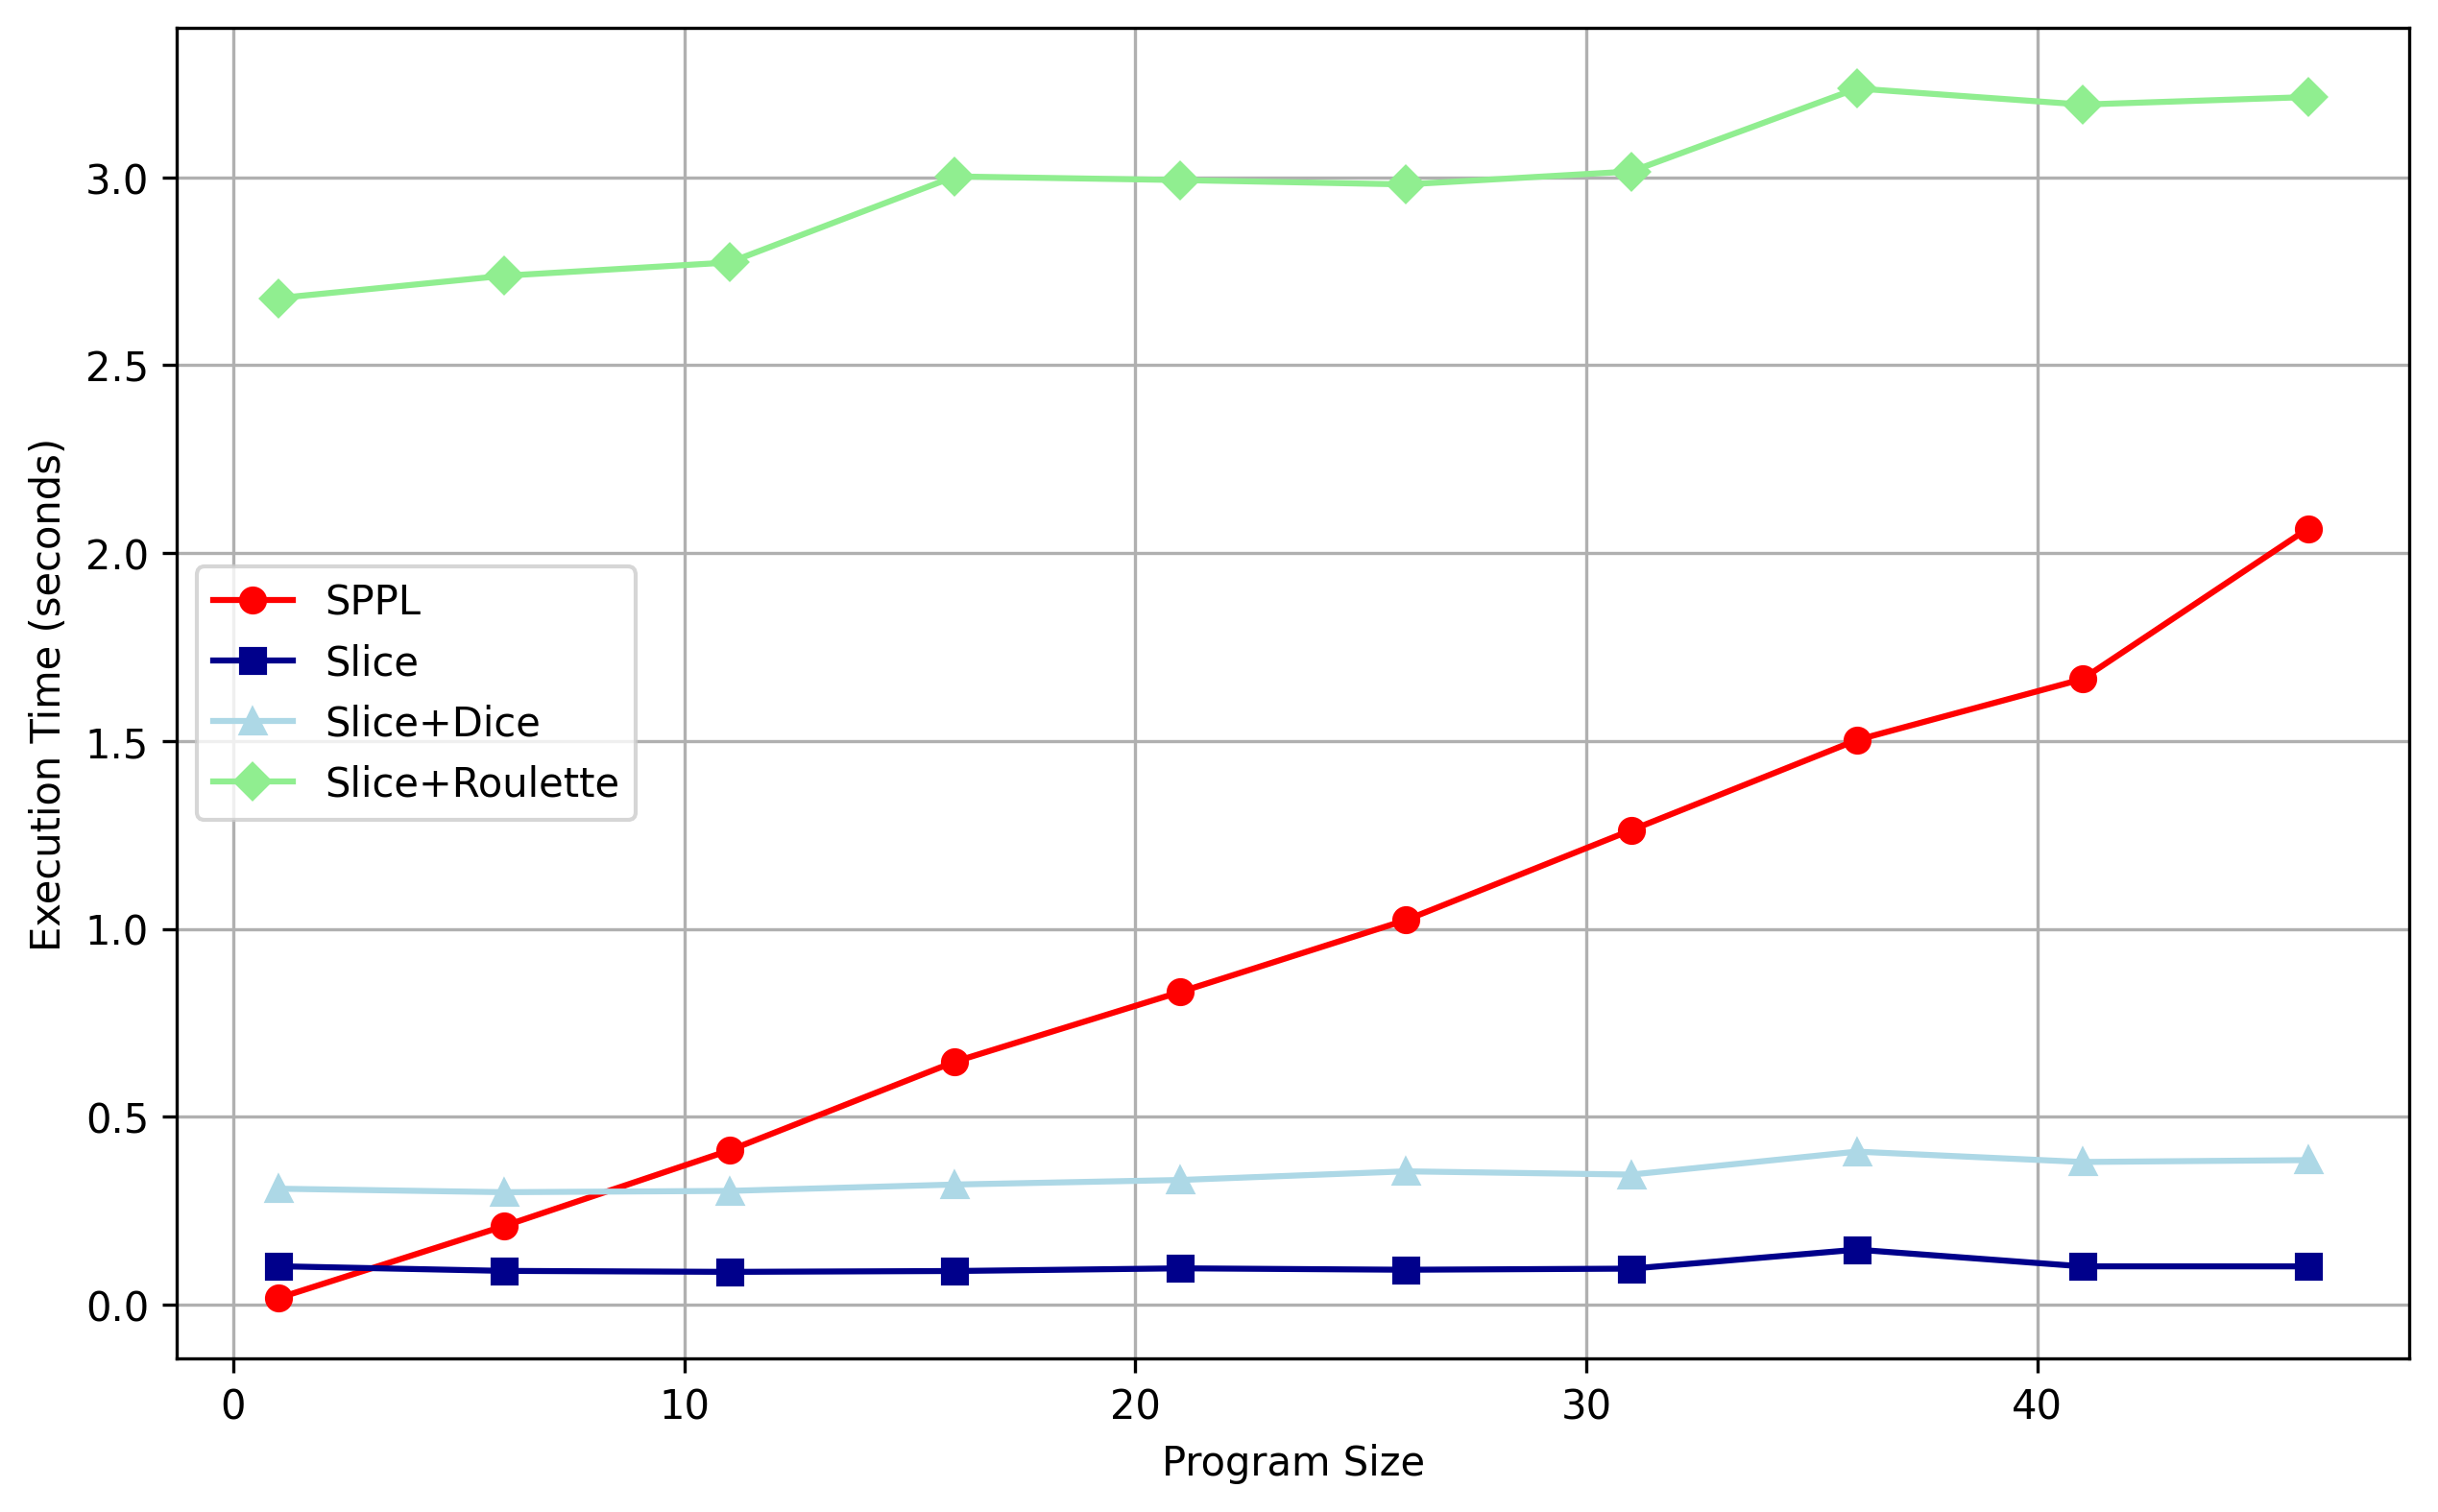 3.0
2.5
2.0
1.5
1.0
0.5
0.0
Execution Time (seconds)
SPPL
Slice
Slice+Dice
Slice+Roulette
0 10 20 30 40
Program Size